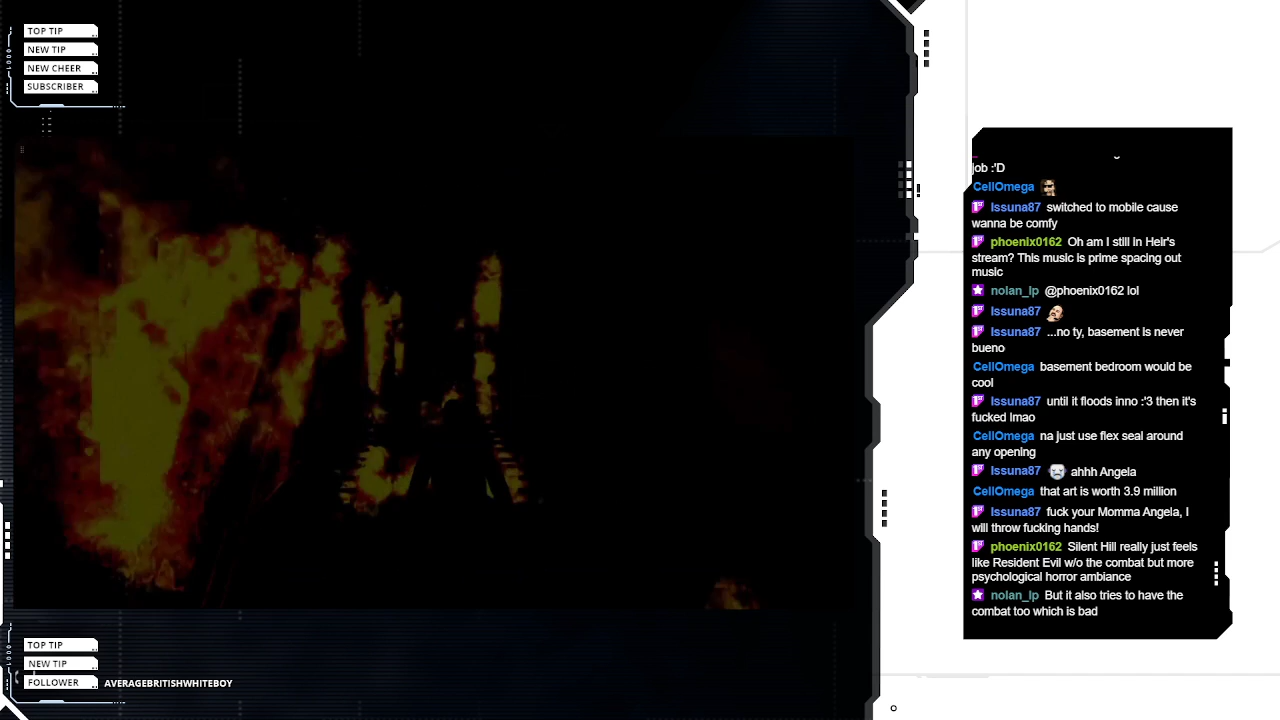 TOP TIP
NEW TIP
NEW CHEER
SUBSCRIBER
job :'D
CellOmega
Issuna87 switched to mobile cause
wanna be comfy
phoenix0162 Oh am I still in Heir's
stream? This music is prime spacing out
music
nolan_lp @phoenix0162 lol
Issuna87
Issuna87 ...no ty, basement is never
bueno
CellOmega basement bedroom would be
cool
Issuna87 until it floods inno :'3 then it's
fucked lmao
CellOmega na just use flex seal around
any opening
Issuna87 ahhh Angela
CellOmega that art is worth 3.9 million
Issuna87 fuck your Momma Angela, I
will throw fucking hands!
phoenix0162 Silent Hill really just feels
like Resident Evil w/o the combat but more
psychological horror ambiance
nolan_lp But it also tries to have the
combat too which is bad
TOP TIP
NEW TIP
FOLLOWER AVERAGEBRITISHWHITEBOY